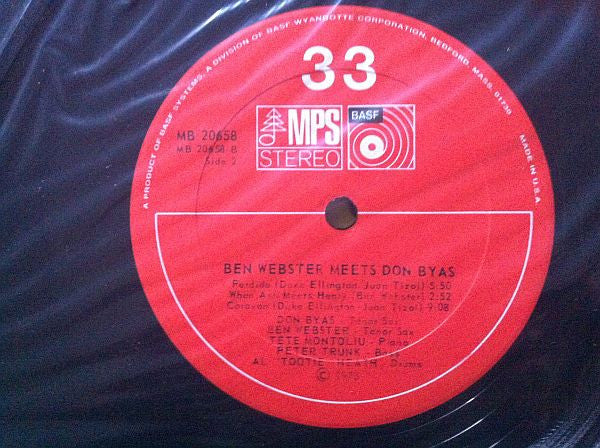 A PRODUCT OF BASF SYSTEMS, A DIVISION OF BASF WYANDOTTE CORPORATION, BEDFORD, MASS. 01730
MADE IN U.S.A.
33
MPS
STEREO
BASF
MB 20658
MB 20658 B
Side 2
BEN WEBSTER MEETS DON BYAS
Perdido (Duke Ellington, Juan Tizol) 5:50
When Ash Meets Henry (Ben Webster) 2:52
Caravan (Duke Ellington - Juan Tizol) 9:08
DON BYAS - Tenor Sax
BEN WEBSTER - Tenor Sax
TETE MONTOLIU - Piano
PETER TRUNK - Bass
AL "TOOTIE" HEATH Drums
© 1973